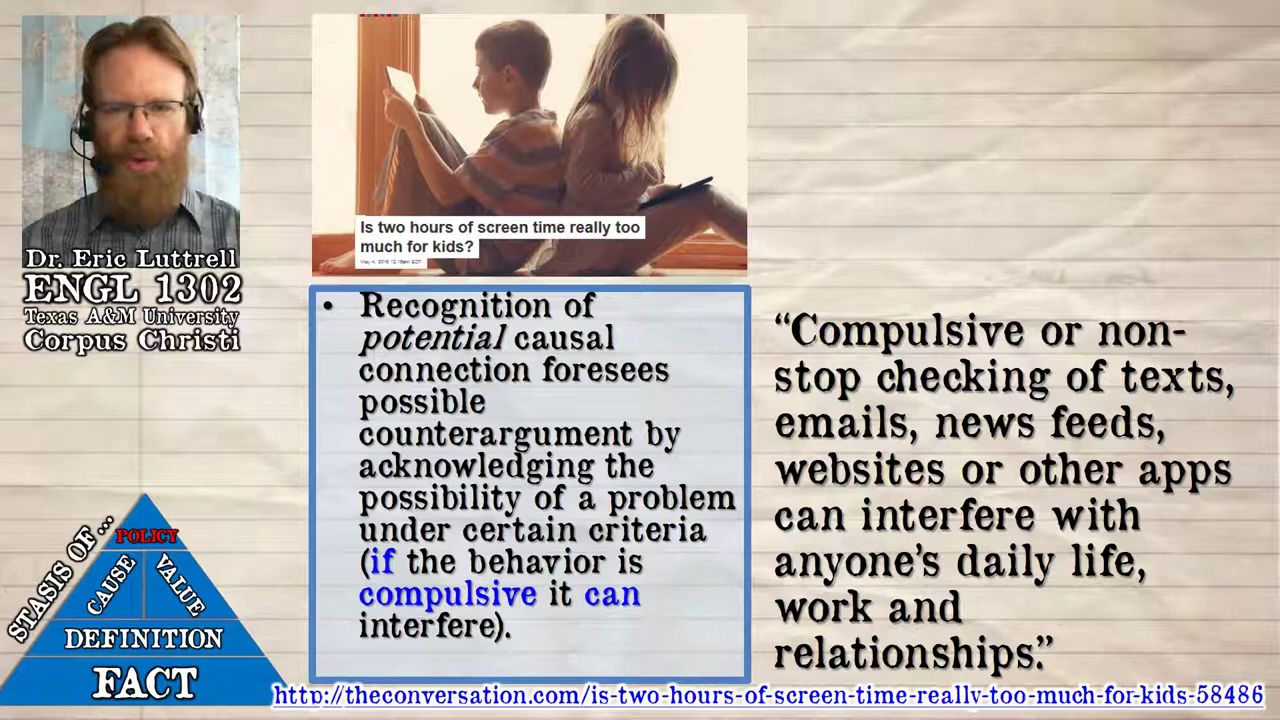 Is two hours of screen time really too
much for kids?
Dr. Eric Luttrell
ENGL 1302
Texas A&M University
Corpus Christi
• Recognition of
potential causal
connection foresees
possible
counterargument by
acknowledging the
possibility of a problem
under certain criteria
(if the behavior is
compulsive it can
interfere).
“Compulsive or non-
stop checking of texts,
emails, news feeds,
websites or other apps
can interfere with
anyone’s daily life,
work and
relationships.”
STASIS OF...
POLICY
CAUSE
VALUE
DEFINITION
FACT
http://theconversation.com/is-two-hours-of-screen-time-really-too-much-for-kids-58486